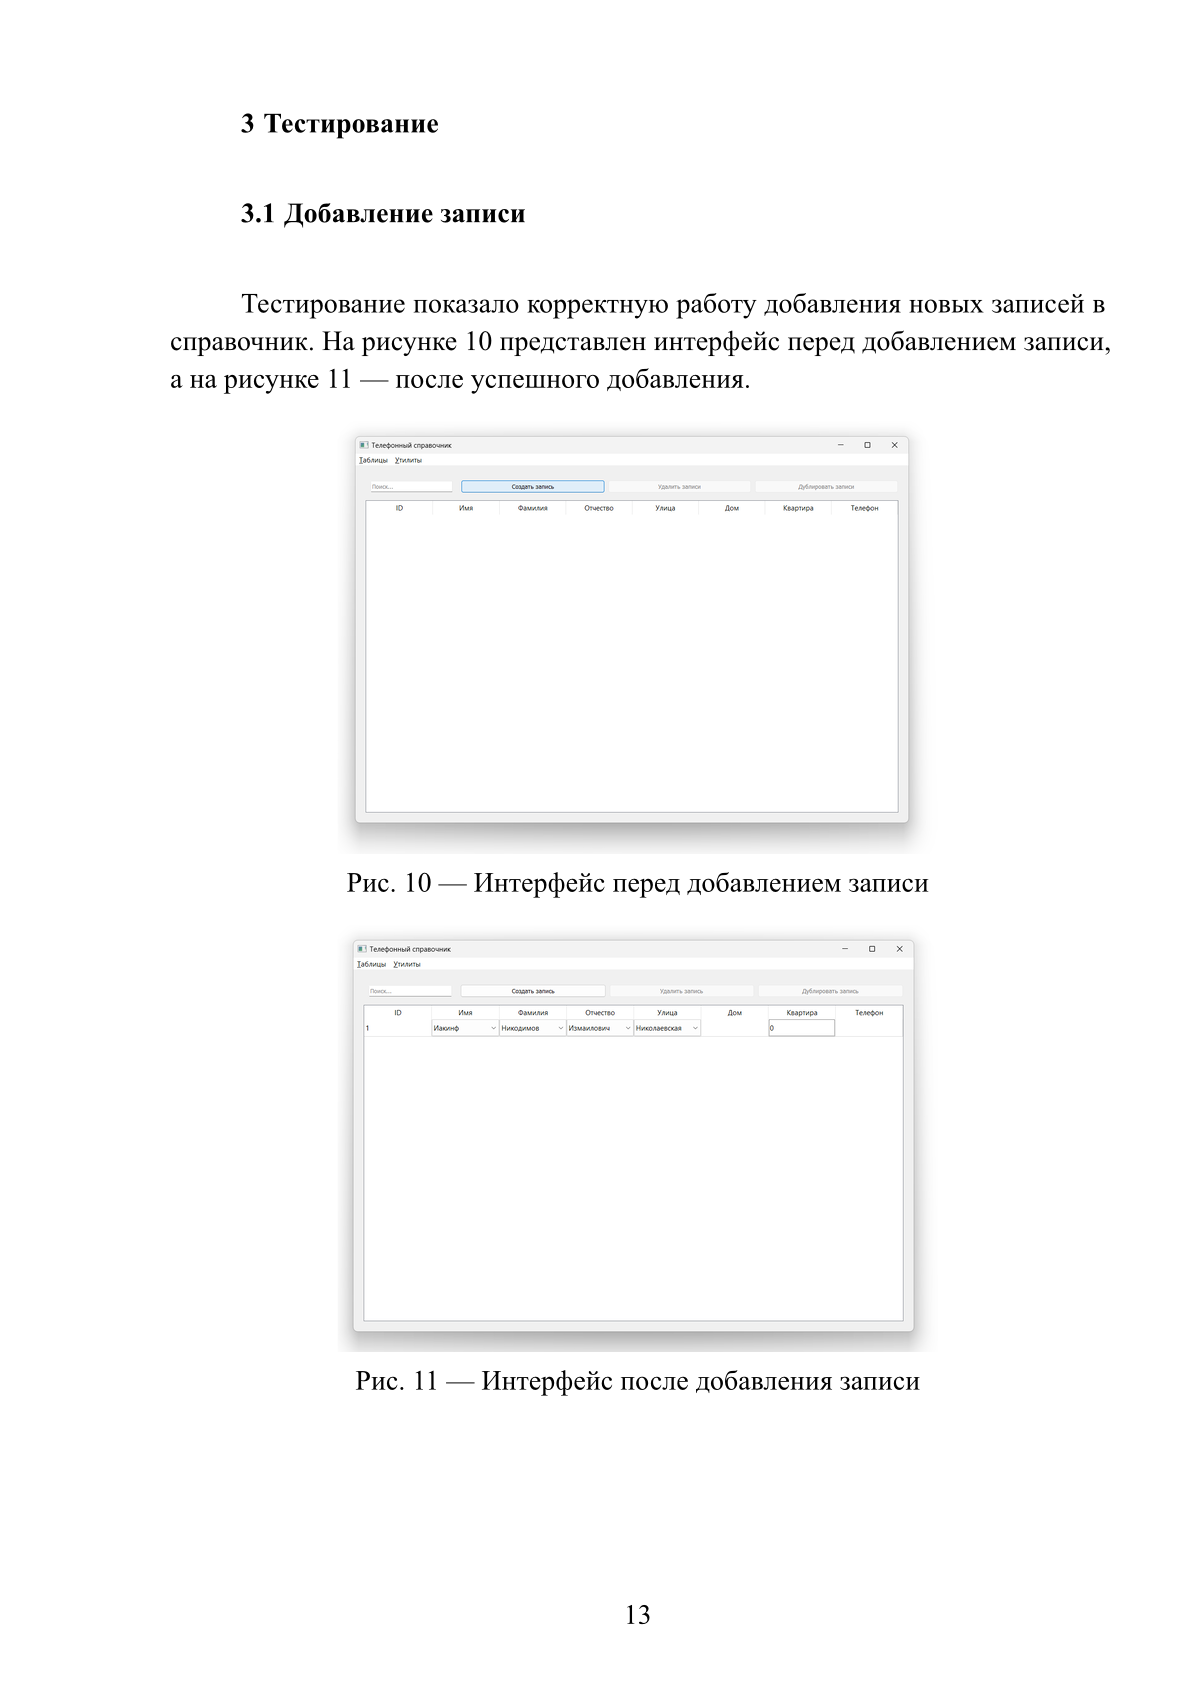 3 Тестирование
3.1 Добавление записи
Тестирование показало корректную работу добавления новых записей в
справочник. На рисунке 10 представлен интерфейс перед добавлением записи,
а на рисунке 11 — после успешного добавления.
Телефонный справочник
Таблицы Утилиты
Поиск... Создать запись Удалить записи Дублировать записи
ID Имя Фамилия Отчество Улица Дом Квартира Телефон
Рис. 10 — Интерфейс перед добавлением записи
Телефонный справочник
Таблицы Утилиты
Поиск... Создать запись Удалить запись Дублировать запись
ID Имя Фамилия Отчество Улица Дом Квартира Телефон
1 Иакинф Никодимов Измаилович Николаевская 0
Рис. 11 — Интерфейс после добавления записи
13